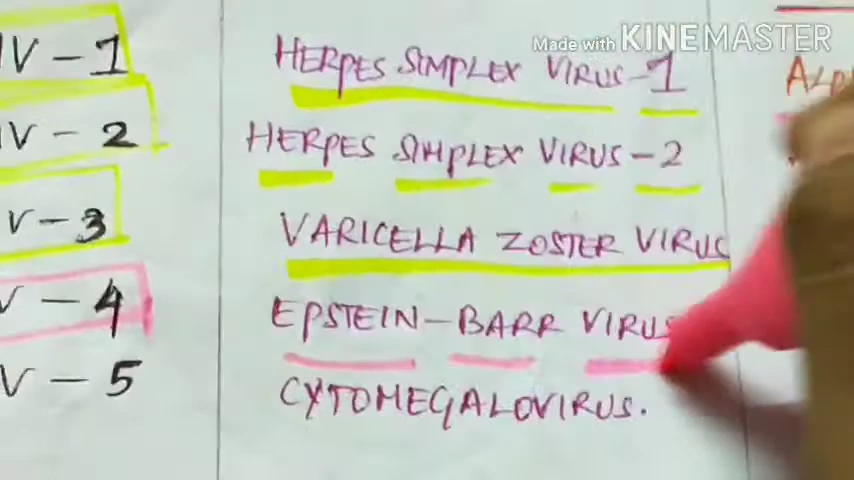 Made with KINEMASTER
V-1 HERPES SIMPLEX VIRUS-1
V-2 HERPES SIMPLEX VIRUS-2
V-3 VARICELLA ZOSTER VIRUS
V-4 EPSTEIN-BARR VIRUS
V-5 CYTOMEGALOVIRUS.